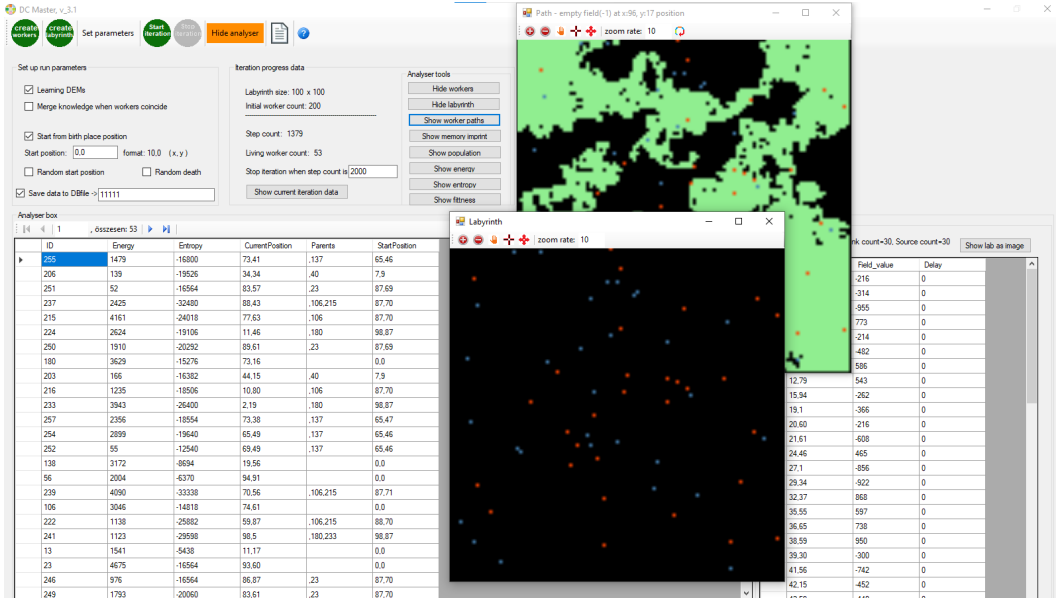 DC Master, v_3.1
create workers
create labyrinth
Set parameters
Start iteration
Stop iteration
Hide analyser
Set up run parameters
Learning DEMs
Merge knowledge when workers coincide
Start from birth place position
Start position: 0,0 format: 10,0 (x,y)
Random start position Random death
Save data to DBfile -> 11111
Iteration progress data
Labyrinth size: 100 x 100
Initial worker count: 200
Step count: 1379
Living worker count: 53
Stop iteration when step count is 2000
Show current iteration data
Analyser tools
Hide workers
Hide labyrinth
Show worker paths
Show memory imprint
Show population
Show energy
Show entropy
Show fittness
Path - empty field(-1) at x:96, y:17 position
zoom rate: 10
Analyser box
1 , összesen: 53
ID Energy Entropy CurrentPosition Parents StartPosition
255 1479 -16800 73,41 ,137 65,46
206 139 -19526 34,34 ,40 7,9
251 52 -16564 83,57 ,23 87,69
237 2425 -32480 88,43 ,106,215 87,70
215 4161 -24018 77,63 ,106 87,70
224 2624 -19106 11,46 ,180 98,87
250 1910 -20292 89,61 ,23 87,69
180 3629 -15276 73,16 0,0
203 166 -16382 44,15 ,40 7,9
216 1235 -18506 10,80 ,106 87,70
233 3943 -26400 2,19 ,180 98,87
257 2356 -18554 73,38 ,137 65,47
254 2899 -19640 65,49 ,137 65,46
252 55 -12540 69,49 ,137 65,46
138 3172 -8694 19,56 0,0
56 2004 -6370 94,91 0,0
239 4090 -33338 70,56 ,106,215 87,71
106 3046 -14818 74,61 0,0
222 1138 -25882 59,87 ,106,215 88,70
241 1123 -29598 98,5 ,180,233 98,87
13 1541 -5438 11,17 0,0
23 4675 -16564 93,60 0,0
246 976 -16564 86,87 ,23 87,70
249 1793 -20060 83,61 ,23 87,70
Labyrinth
zoom rate: 10
nk count=30, Source count=30 Show lab as image
Field_value Delay
-216 0
-314 0
-955 0
773 0
-214 0
-482 0
586 0
12,79 543 0
15,94 -262 0
19,1 -366 0
20,60 -216 0
21,61 -608 0
24,46 465 0
27,1 -856 0
29,34 -922 0
32,37 868 0
35,55 597 0
36,65 738 0
38,59 950 0
39,30 -300 0
41,56 -742 0
42,15 -452 0